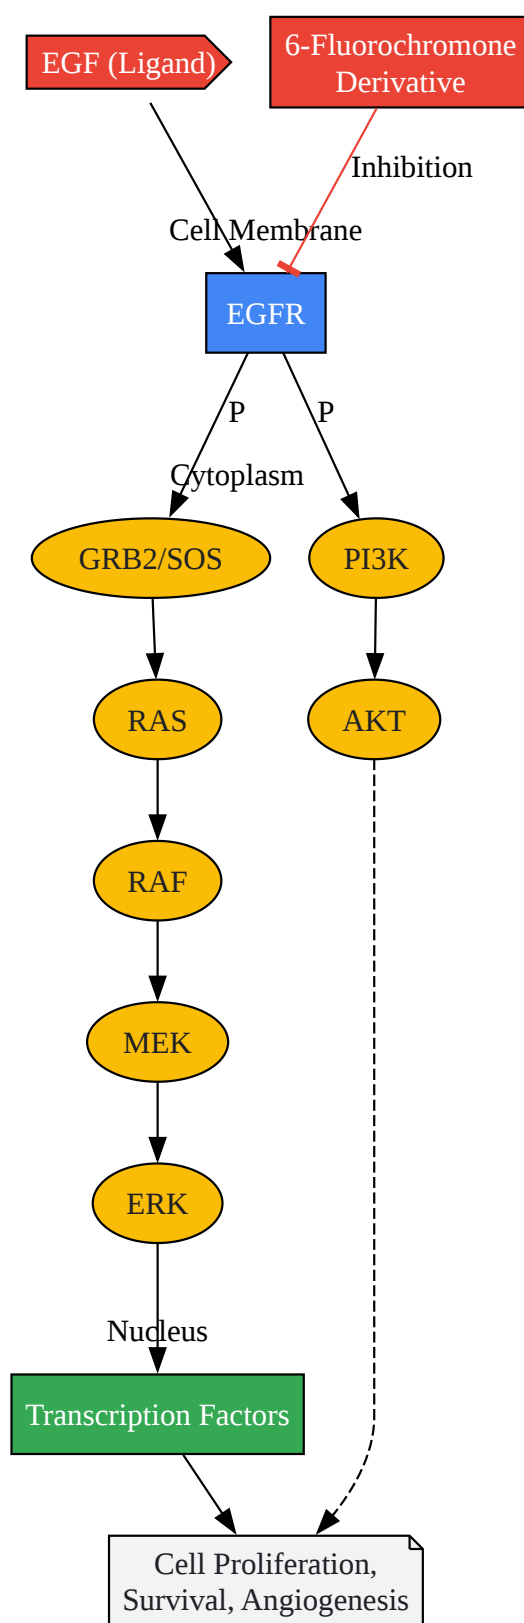 EGF (Ligand)
6-Fluorochromone
Derivative
Inhibition
Cell Membrane
EGFR
P
P
Cytoplasm
GRB2/SOS
PI3K
RAS
AKT
RAF
MEK
ERK
Nucleus
Transcription Factors
Cell Proliferation,
Survival, Angiogenesis